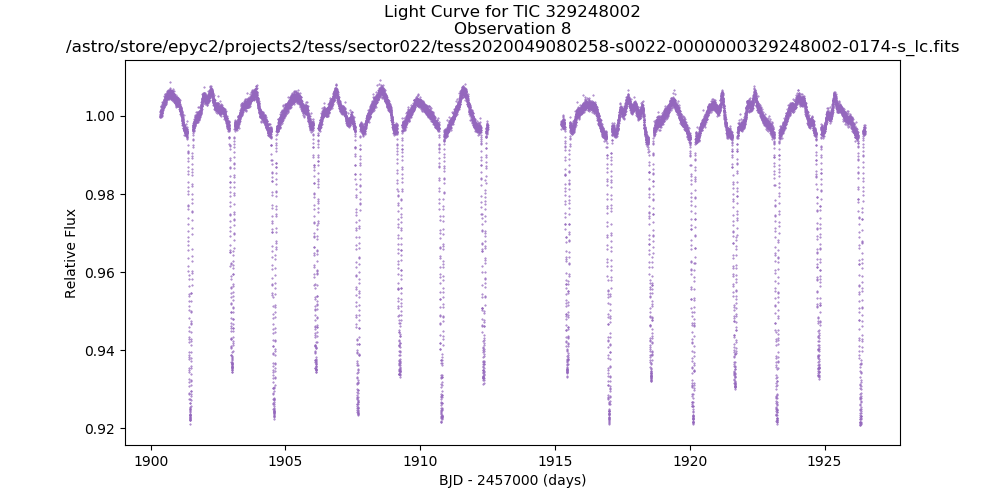 Light Curve for TIC 329248002
Observation 8
/astro/store/epyc2/projects2/tess/sector022/tess2020049080258-s0022-0000000329248002-0174-s_lc.fits
1.00
0.98
0.96
0.94
0.92
Relative Flux
1900
1905
1910
1915
1920
1925
BJD - 2457000 (days)